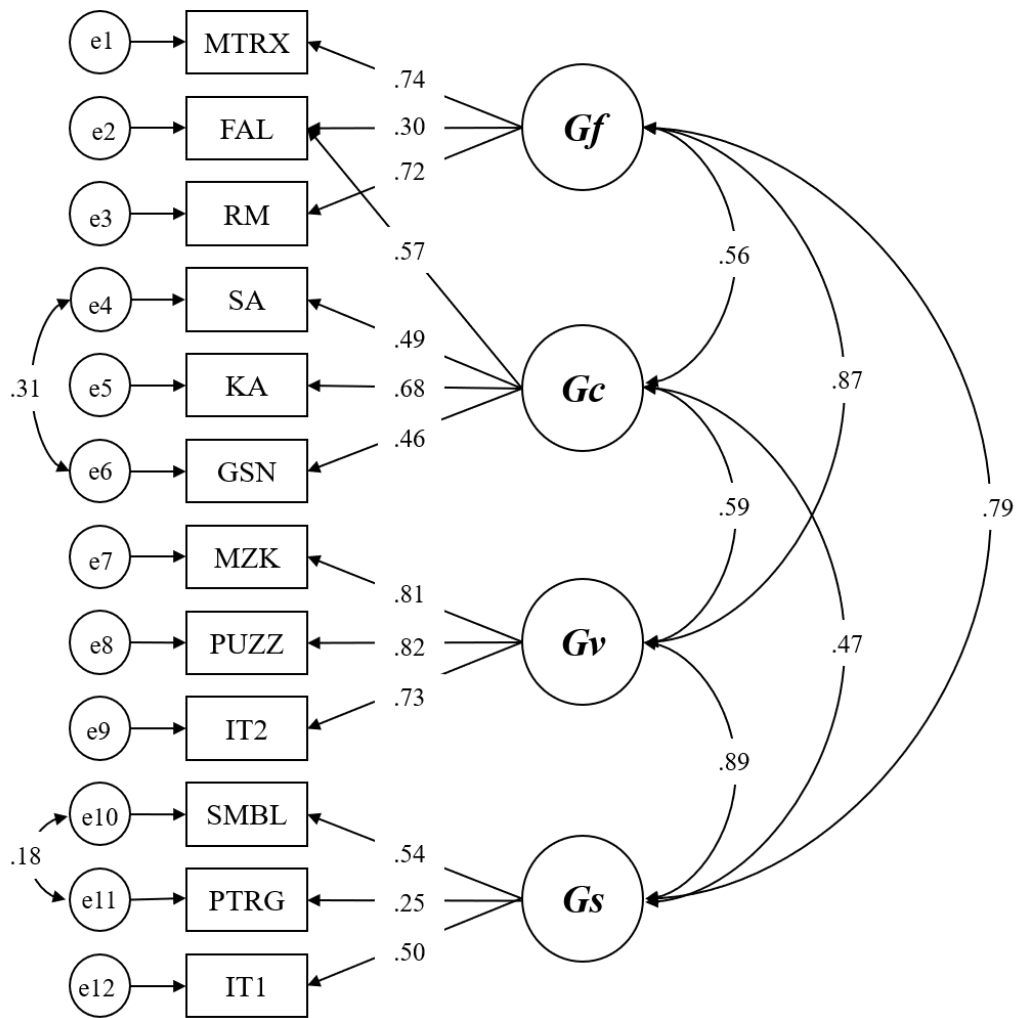 e1
MTRX
.74
e2
FAL
.30
Gf
e3
RM
.72
.57
.56
e4
SA
.49
.31
e5
KA
.68
Gc
.87
e6
GSN
.46
.59
.79
e7
MZK
.81
e8
PUZZ
.82
Gv
.47
e9
IT2
.73
.89
e10
SMBL
.54
.18
e11
PTRG
.25
Gs
e12
IT1
.50